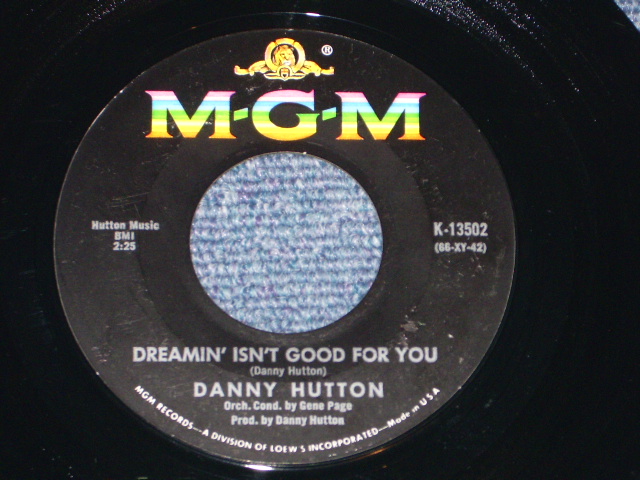 ®
M-G-M
Hutton Music
BMI
2:25
K-13502
(66-XY-42)
DREAMIN' ISN'T GOOD FOR YOU
(Danny Hutton)
DANNY HUTTON
Orch. Cond. by Gene Page
Prod. by Danny Hutton
MGM RECORDS—A DIVISION OF LOEW'S INCORPORATED—Made in U S A